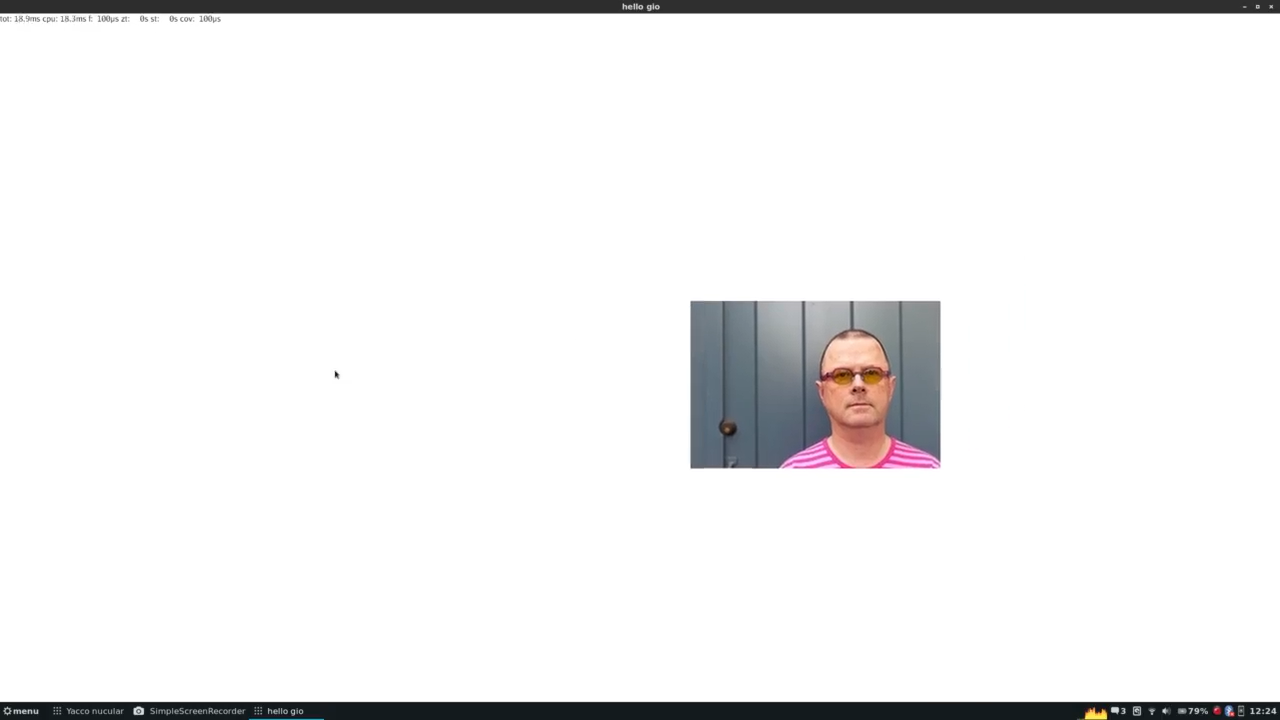 hello gio
tot: 18.9ms cpu: 18.3ms f: 100µs zt: 0s st: 0s cov: 100µs
menu Yacco nucular SimpleScreenRecorder hello gio 3 79% 12:24